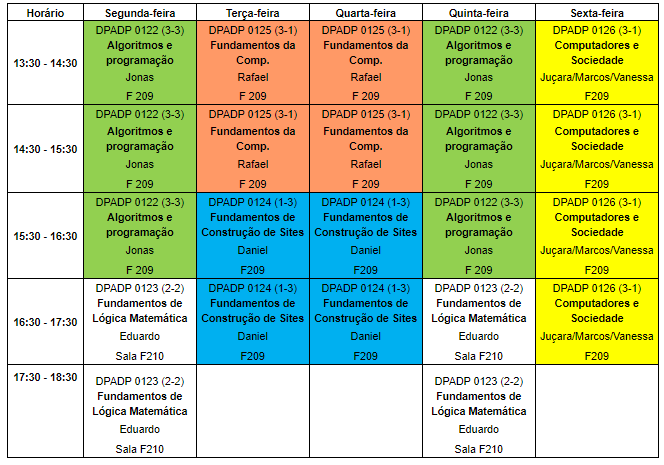 Horário Segunda-feira Terça-feira Quarta-feira Quinta-feira Sexta-feira
13:30 - 14:30
DPADP 0122 (3-3)
Algoritmos e
programação
Jonas
F 209
DPADP 0125 (3-1)
Fundamentos da
Comp.
Rafael
F 209
DPADP 0125 (3-1)
Fundamentos da
Comp.
Rafael
F 209
DPADP 0122 (3-3)
Algoritmos e
programação
Jonas
F 209
DPADP 0126 (3-1)
Computadores e
Sociedade
Juçara/Marcos/Vanessa
F209
14:30 - 15:30
DPADP 0122 (3-3)
Algoritmos e
programação
Jonas
F 209
DPADP 0125 (3-1)
Fundamentos da
Comp.
Rafael
F 209
DPADP 0125 (3-1)
Fundamentos da
Comp.
Rafael
F 209
DPADP 0122 (3-3)
Algoritmos e
programação
Jonas
F 209
DPADP 0126 (3-1)
Computadores e
Sociedade
Juçara/Marcos/Vanessa
F209
15:30 - 16:30
DPADP 0122 (3-3)
Algoritmos e
programação
Jonas
F 209
DPADP 0124 (1-3)
Fundamentos de
Construção de Sites
Daniel
F209
DPADP 0124 (1-3)
Fundamentos de
Construção de Sites
Daniel
F209
DPADP 0122 (3-3)
Algoritmos e
programação
Jonas
F 209
DPADP 0126 (3-1)
Computadores e
Sociedade
Juçara/Marcos/Vanessa
F209
16:30 - 17:30
DPADP 0123 (2-2)
Fundamentos de
Lógica Matemática
Eduardo
Sala F210
DPADP 0124 (1-3)
Fundamentos de
Construção de Sites
Daniel
F209
DPADP 0124 (1-3)
Fundamentos de
Construção de Sites
Daniel
F209
DPADP 0123 (2-2)
Fundamentos de
Lógica Matemática
Eduardo
Sala F210
DPADP 0126 (3-1)
Computadores e
Sociedade
Juçara/Marcos/Vanessa
F209
17:30 - 18:30
DPADP 0123 (2-2)
Fundamentos de
Lógica Matemática
Eduardo
Sala F210
DPADP 0123 (2-2)
Fundamentos de
Lógica Matemática
Eduardo
Sala F210